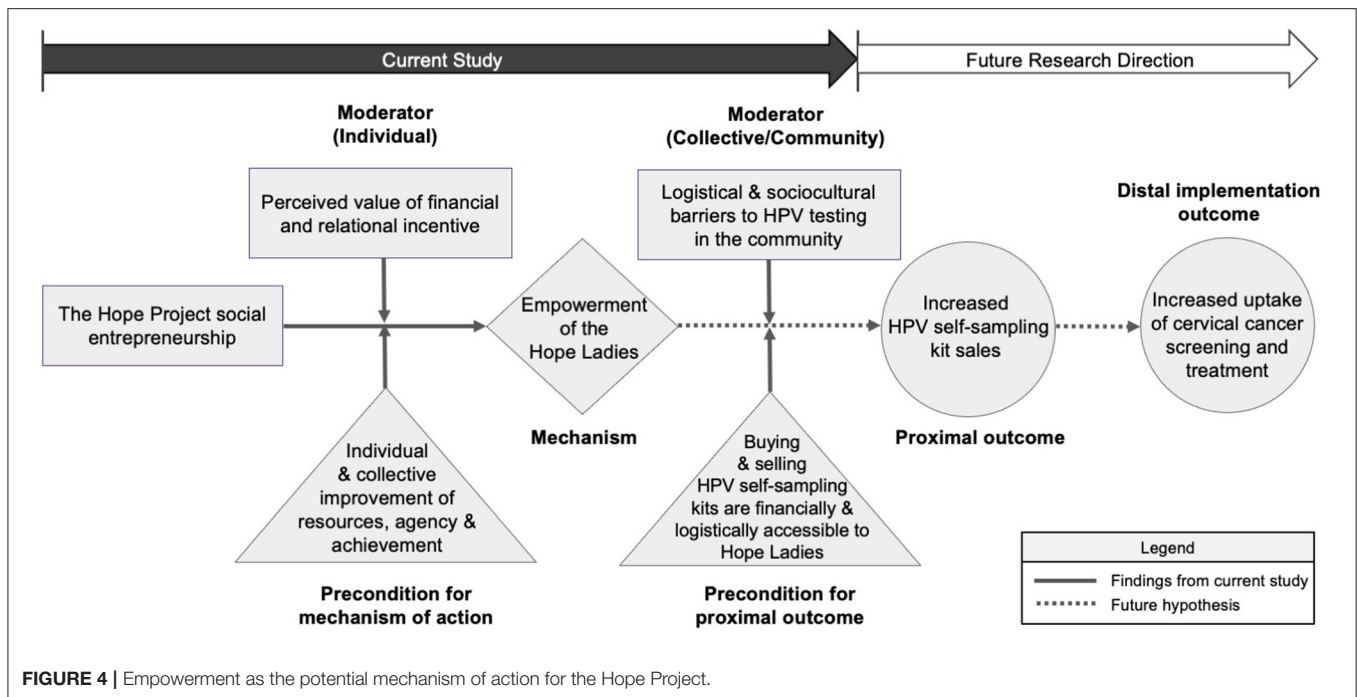 Current Study
Future Research Direction
Moderator
(Individual)
Moderator
(Collective/Community)
Perceived value of financial
and relational incentive
Logistical & sociocultural
barriers to HPV testing
in the community
Distal implementation
outcome
The Hope Project social
entrepreneurship
Empowerment
of the
Hope Ladies
Increased
HPV self-sampling
kit sales
Increased uptake
of cervical cancer
screening and
treatment
Mechanism
Proximal outcome
Individual
& collective
improvement of
resources, agency &
achievement
Buying
& selling
HPV self-sampling
kits are financially &
logistically accessible to
Hope Ladies
Precondition for
mechanism of action
Precondition for
proximal outcome
Legend
Findings from current study
Future hypothesis
FIGURE 4 | Empowerment as the potential mechanism of action for the Hope Project.